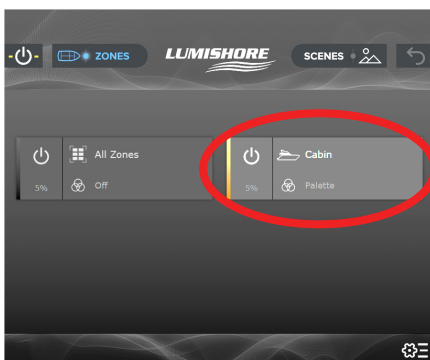 ZONES
LUMISHORE
SCENES
All Zones
5%
Off
Cabin
5%
Palette